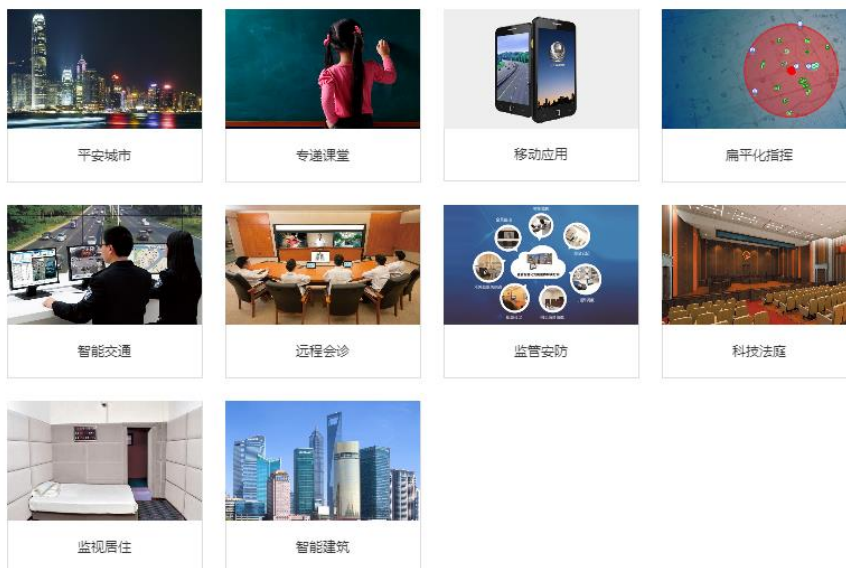 平安城市
专递课堂
移动应用
扁平化指挥
智能交通
远程会诊
监管安防
科技法庭
监视居住
智能建筑